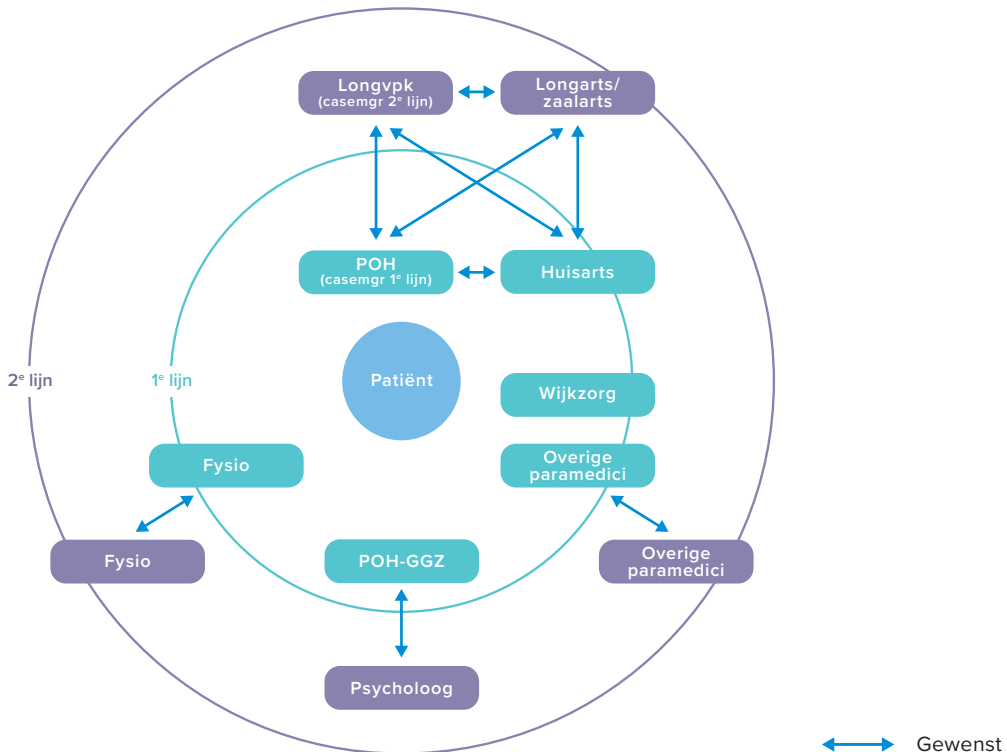 Longvpk
(casemgr 2e lijn)
Longarts/
zaalarts
POH
(casemgr 1e lijn)
Huisarts
2e lijn
1e lijn
Patiënt
Wijkzorg
Fysio
Overige
paramedici
Fysio
POH-GGZ
Overige
paramedici
Psycholoog
Gewenst